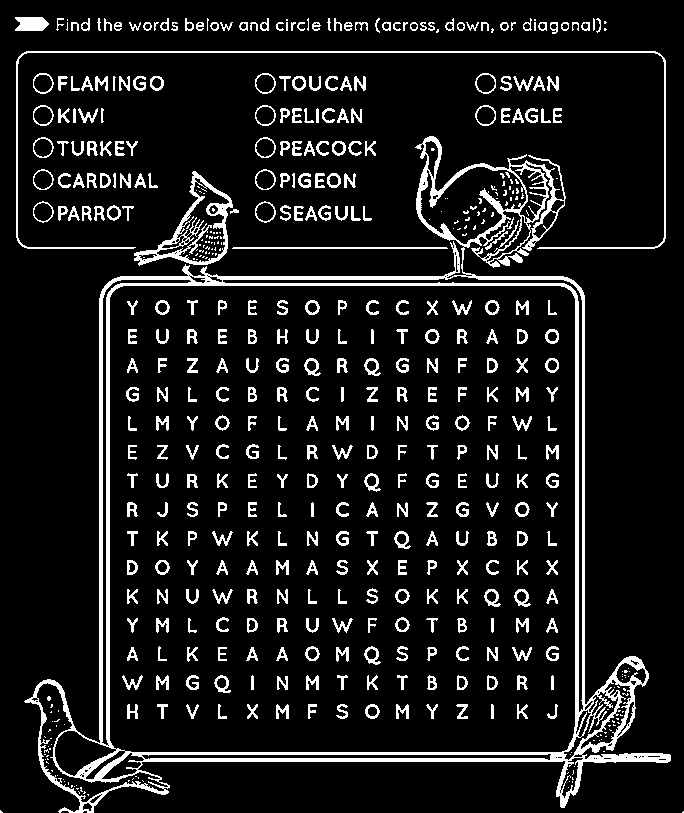 Find the words below and circle them (across, down, or diagonal):
FLAMINGO TOUCAN SWAN
KIWI PELICAN EAGLE
TURKEY PEACOCK
CARDINAL PIGEON
PARROT SEAGULL
Y O T P E S O P C C X W O M L
E U R E B H U L I T O R A D O
A F Z A U G Q R Q G N F D X O
G N L C B R C I Z R E F K M Y
L M Y O F L A M I N G O F W L
E Z V C G L R W D F T P N L M
T U R K E Y D Y Q F G E U K G
R J S P E L I C A N Z G V O Y
T K P W K L N G T Q A U B D L
D O Y A A M A S X E P X C K X
K N U W R N L L S O K K Q Q A
Y M L C D R U W F O T B I M A
A L K E A A O M Q S P C N W G
W M G Q I N M T K T B D D R I
H T V L X M F S O M Y Z I K J